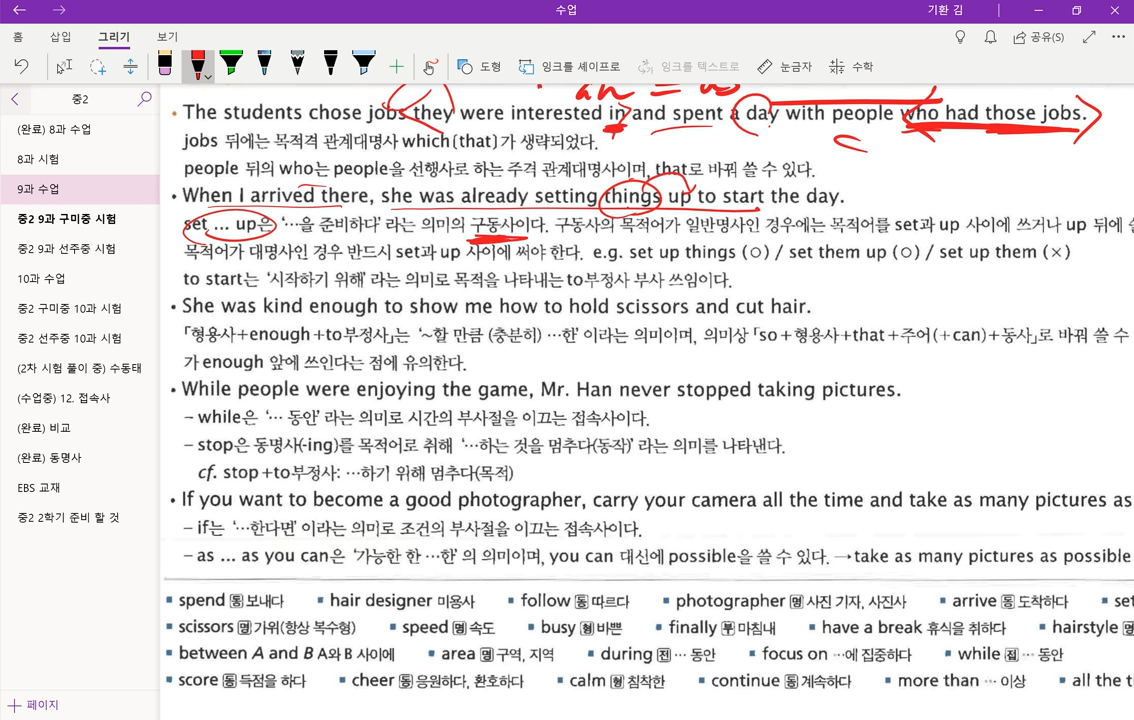 수업
기환 김
홈 삽입 그리기 보기
공유(S)
도형 잉크를 셰이프로 잉크를 텍스트로 눈금자 수학
중2
(완료) 8과 수업
8과 시험
9과 수업
중2 9과 구미중 시험
중2 9과 선주중 시험
10과 수업
중2 구미중 10과 시험
중2 선주중 10과 시험
(2차 시험 풀이 중) 수동태
(수업중) 12. 접속사
(완료) 비교
(완료) 동명사
EBS 교재
중2 2학기 준비 할 것
페이지
• The students chose jobs they were interested in and spent a day with people who had those jobs.
jobs 뒤에는 목적격 관계대명사 which(that)가 생략되었다.
people 뒤의 who는 people을 선행사로 하는 주격 관계대명사이며, that로 바꿔 쓸 수 있다.
• When I arrived there, she was already setting things up to start the day.
set ... up은 '…을 준비하다' 라는 의미의 구동사이다. 구동사의 목적어가 일반명사인 경우에는 목적어를 set과 up 사이에 쓰거나 up 뒤에
목적어가 대명사인 경우 반드시 set과 up 사이에 써야 한다. e.g. set up things (○) / set them up (○) / set up them (×)
to start는 '시작하기 위해' 라는 의미로 목적을 나타내는 to부정사 부사 쓰임이다.
• She was kind enough to show me how to hold scissors and cut hair.
「형용사+enough+to부정사」는 '~할 만큼 (충분히) …한' 이라는 의미이며, 의미상 「so+형용사+that+주어(+can)+동사」로 바꿔 쓸 수
가 enough 앞에 쓰인다는 점에 유의한다.
• While people were enjoying the game, Mr. Han never stopped taking pictures.
– while은 '… 동안' 라는 의미로 시간의 부사절을 이끄는 접속사이다.
– stop은 동명사(-ing)를 목적어로 취해 '…하는 것을 멈추다(동작)' 라는 의미를 나타낸다.
cf. stop+to부정사: …하기 위해 멈추다(목적)
• If you want to become a good photographer, carry your camera all the time and take as many pictures as
– if는 '…한다면' 이라는 의미로 조건의 부사절을 이끄는 접속사이다.
– as ... as you can은 '가능한 한 …한' 의 의미이며, you can 대신에 possible을 쓸 수 있다. →take as many pictures as possible
▪ spend 동 보내다 ▪ hair designer 미용사 ▪ follow 동 따르다 ▪ photographer 명 사진 기자, 사진사 ▪ arrive 동 도착하다 ▪ set
▪ scissors 명 가위(항상 복수형) ▪ speed 명 속도 ▪ busy 형 바쁜 ▪ finally 부 마침내 ▪ have a break 휴식을 취하다 ▪ hairstyle 명
▪ between A and B A와 B 사이에 ▪ area 명 구역, 지역 ▪ during 전 … 동안 ▪ focus on …에 집중하다 ▪ while 접 … 동안
▪ score 동 득점을 하다 ▪ cheer 동 응원하다, 환호하다 ▪ calm 형 침착한 ▪ continue 동 계속하다 ▪ more than … 이상 ▪ all the t